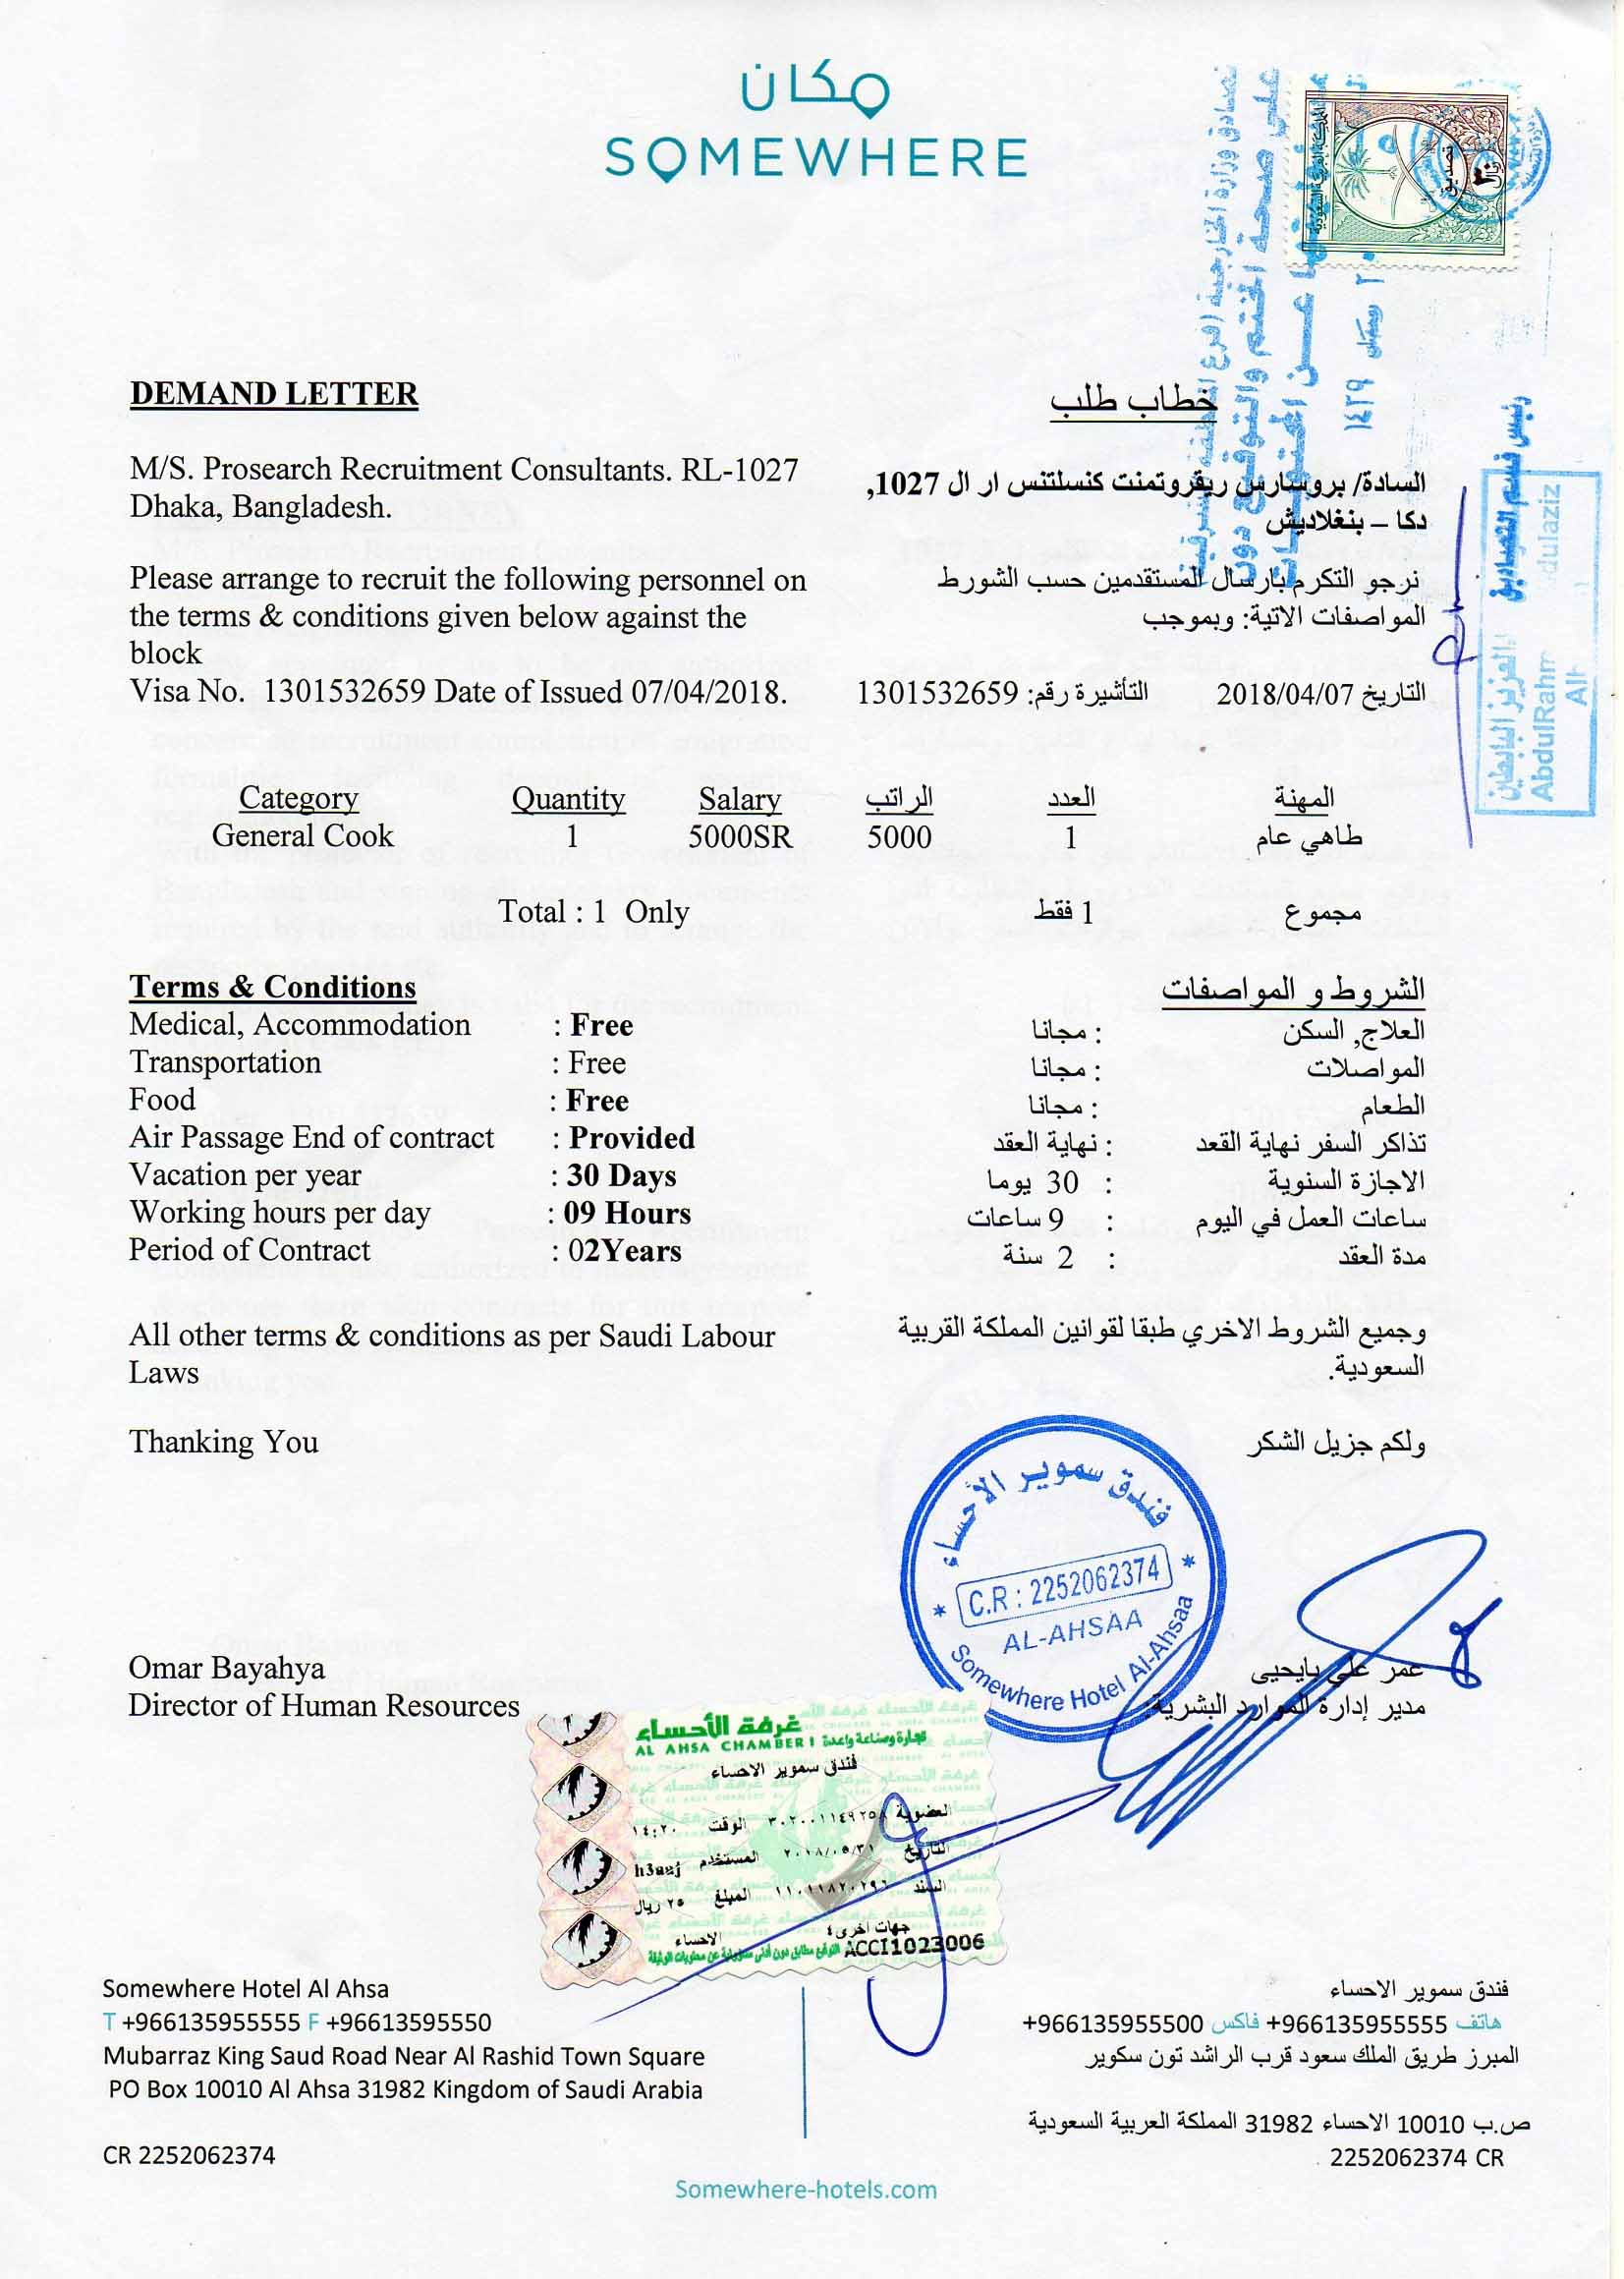 مكان
SOMEWHERE
DEMAND LETTER
خطاب طلب
M/S. Prosearch Recruitment Consultants. RL-1027
Dhaka, Bangladesh.
السادة/ بروسارس ريقروتمنت كنسلتنس ار ال 1027,
دكا – بنغلاديش
Please arrange to recruit the following personnel on
the terms & conditions given below against the
block
Visa No. 1301532659 Date of Issued 07/04/2018.
نرجو التكرم بارسال المستقدمين حسب الشورط
المواصفات الاتية: وبموجب
التاريخ 2018/04/07 التأشيرة رقم: 1301532659
Category Quantity Salary
General Cook 1 5000SR
Total : 1 Only
المهنة العدد الراتب
طاهي عام 1 5000
مجموع 1 فقط
Terms & Conditions
Medical, Accommodation : Free
Transportation : Free
Food : Free
Air Passage End of contract : Provided
Vacation per year : 30 Days
Working hours per day : 09 Hours
Period of Contract : 02Years
All other terms & conditions as per Saudi Labour
Laws
Thanking You
الشروط و المواصفات
العلاج, السكن : مجانا
المواصلات : مجانا
الطعام : مجانا
تذاكر السفر نهاية القعد : نهاية العقد
الاجازة السنوية : 30 يوما
ساعات العمل في اليوم : 9 ساعات
مدة العقد : 2 سنة
وجميع الشروط الاخري طبقا لقوانين المملكة القربية
السعودية.
ولكم جزيل الشكر
فندق سموير الأحساء
C.R : 2252062374
AL-AHSAA
Somewhere Hotel Al-Ahsaa
Omar Bayahya
Director of Human Resources
عمر علي بايحيى
مدير إدارة الموارد البشرية
غرفة الأحساء
AL AHSA CHAMBER
تجارة وصناعة واعدة
فندق سموير الاحساء
العضوية ٣٠٢٠٠١١٤٩٢٥٨ الوقت ١٤:٢٠
التاريخ ٢٠١٨/٠٥/٣١ المستخدم
السند ١١٠١١٨٢٠٢٩٦ المبلغ ٢٥ ريال
جهات اخرى٤ الاحساء
ACCI1023006
Somewhere Hotel Al Ahsa
T +966135955555 F +96613595550
Mubarraz King Saud Road Near Al Rashid Town Square
PO Box 10010 Al Ahsa 31982 Kingdom of Saudi Arabia
CR 2252062374
فندق سموير الاحساء
هاتف 966135955555+ فاكس 966135955500+
المبرز طريق الملك سعود قرب الراشد تون سكوير
ص.ب 10010 الاحساء 31982 المملكة العربية السعودية
2252062374 CR
Somewhere-hotels.com